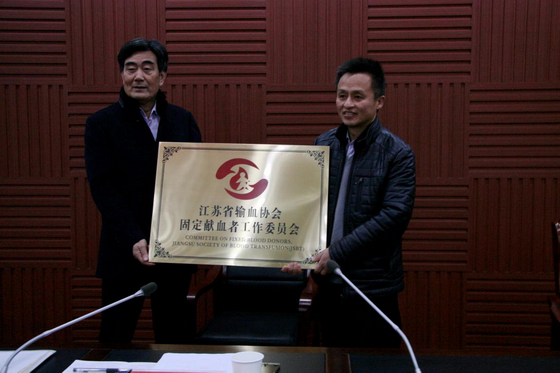 江苏省输血协会
固定献血者工作委员会
COMMITTEE ON FIXED BLOOD DONORS,
JIANGSU SOCIETY OF BLOOD TRANSFUSION (JSBT)